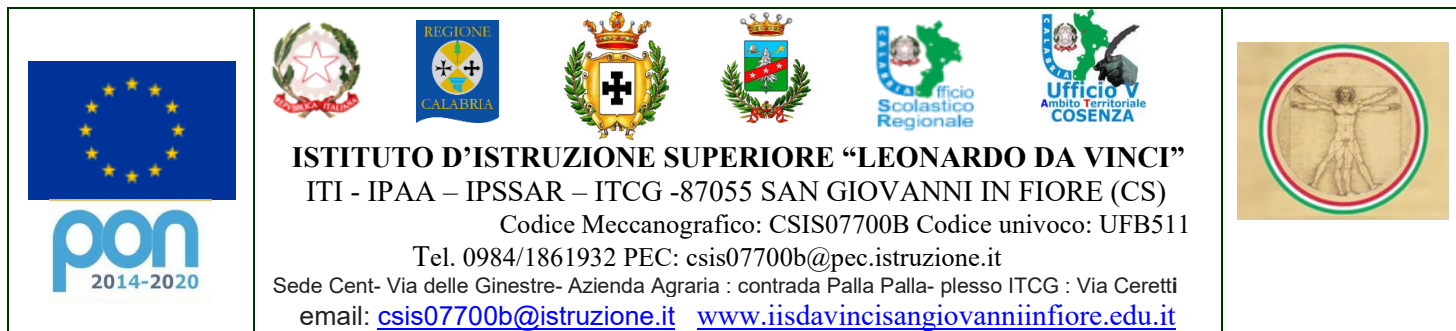 pon
2014-2020
REPVBBLICA ITALIANA
REGIONE
CALABRIA
CALABRIA
Ufficio
Scolastico
Regionale
CALABRIA
Ufficio V
Ambito Territoriale
COSENZA
ISTITUTO D’ISTRUZIONE SUPERIORE “LEONARDO DA VINCI”
ITI - IPAA – IPSSAR – ITCG -87055 SAN GIOVANNI IN FIORE (CS)
Codice Meccanografico: CSIS07700B Codice univoco: UFB511
Tel. 0984/1861932 PEC: csis07700b@pec.istruzione.it
Sede Cent- Via delle Ginestre- Azienda Agraria : contrada Palla Palla- plesso ITCG : Via Ceretti
email: csis07700b@istruzione.it www.iisdavincisangiovanniinfiore.edu.it